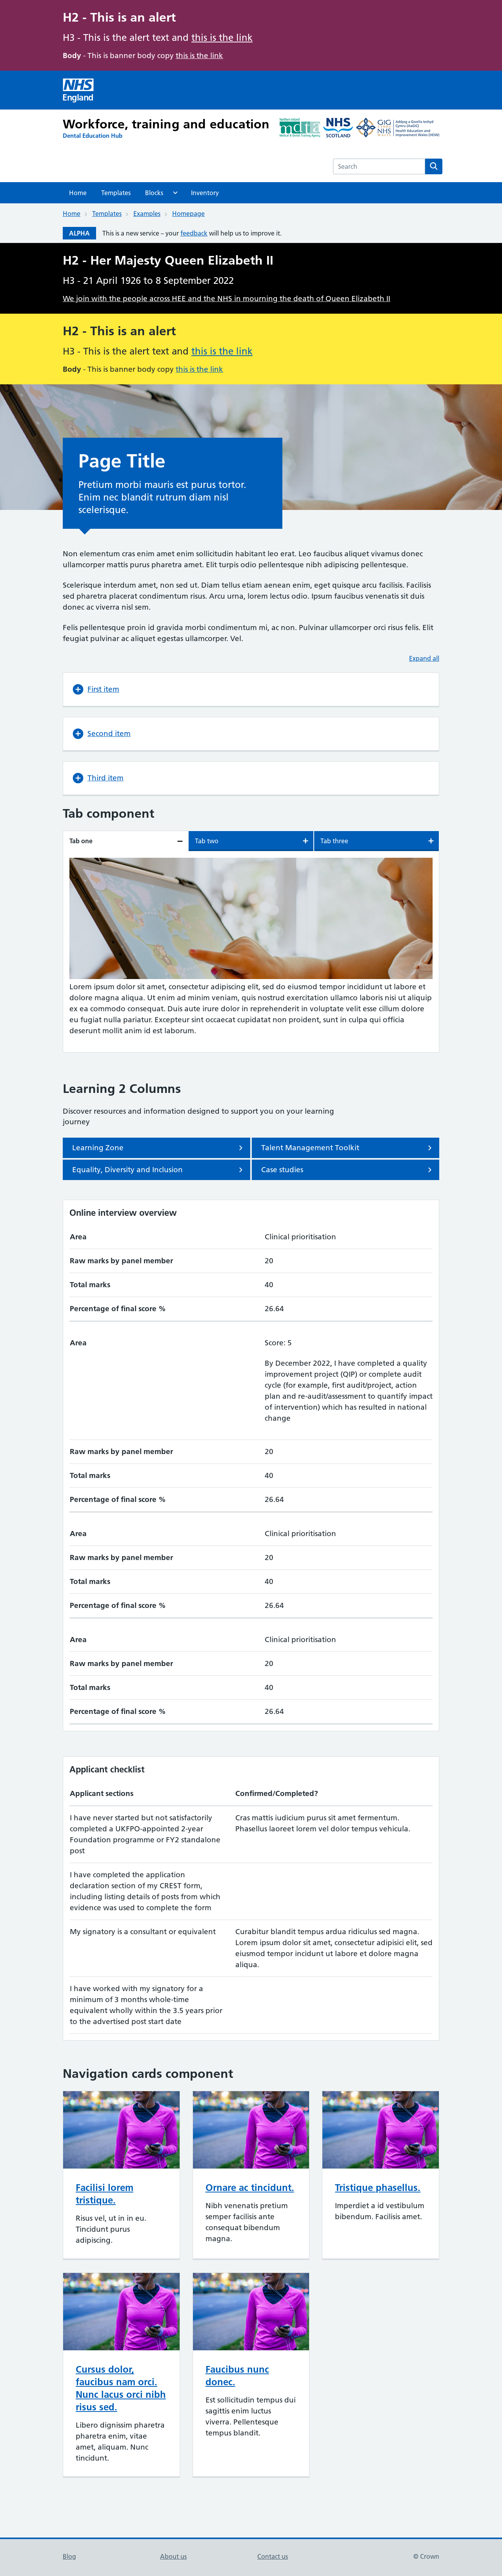 H2 - This is an alert
H3 - This is the alert text and this is the link
Body - This is banner body copy this is the link
NHS
England
Workforce, training and education
Dental Education Hub
mdrta
NHS
SCOTLAND
GIG
CYMRU
NHS
WALES
Addysg a Gwella Iechyd
Cymru (AaGIC)
Health Education and
Improvement Wales (HEIW)
Search
Home
Templates
Blocks
Inventory
Home
Templates
Examples
Homepage
ALPHA
This is a new service – your feedback will help us to improve it.
H2 - Her Majesty Queen Elizabeth II
H3 - 21 April 1926 to 8 September 2022
We join with the people across HEE and the NHS in mourning the death of Queen Elizabeth II
H2 - This is an alert
H3 - This is the alert text and this is the link
Body - This is banner body copy this is the link
Page Title
Pretium morbi mauris est purus tortor.
Enim nec blandit rutrum diam nisl
scelerisque.
Non elementum cras enim amet enim sollicitudin habitant leo erat. Leo faucibus aliquet vivamus donec
ullamcorper mattis purus pharetra amet. Elit turpis odio pellentesque nibh adipiscing pellentesque.
Scelerisque interdum amet, non sed ut. Diam tellus etiam aenean enim, eget quisque arcu facilisis. Facilisis
sem pharetra placerat condimentum risus. Arcu urna, lorem lectus odio. Ipsum faucibus venenatis sit duis
donec ac viverra nisl sem.
Felis pellentesque proin id gravida morbi condimentum mi, ac non. Pulvinar ullamcorper orci risus felis. Elit
feugiat pulvinar ac aliquet egestas ullamcorper. Vel.
Expand all
First item
Second item
Third item
Tab component
Tab one
Tab two
Tab three
Lorem ipsum dolor sit amet, consectetur adipiscing elit, sed do eiusmod tempor incididunt ut labore et
dolore magna aliqua. Ut enim ad minim veniam, quis nostrud exercitation ullamco laboris nisi ut aliquip
ex ea commodo consequat. Duis aute irure dolor in reprehenderit in voluptate velit esse cillum dolore
eu fugiat nulla pariatur. Excepteur sint occaecat cupidatat non proident, sunt in culpa qui officia
deserunt mollit anim id est laborum.
Learning 2 Columns
Discover resources and information designed to support you on your learning
journey
Learning Zone
Talent Management Toolkit
Equality, Diversity and Inclusion
Case studies
Online interview overview
Area
Clinical prioritisation
Raw marks by panel member
20
Total marks
40
Percentage of final score %
26.64
Area
Score: 5
By December 2022, I have completed a quality
improvement project (QIP) or complete audit
cycle (for example, first audit/project, action
plan and re-audit/assessment to quantify impact
of intervention) which has resulted in national
change
Raw marks by panel member
20
Total marks
40
Percentage of final score %
26.64
Area
Clinical prioritisation
Raw marks by panel member
20
Total marks
40
Percentage of final score %
26.64
Area
Clinical prioritisation
Raw marks by panel member
20
Total marks
40
Percentage of final score %
26.64
Applicant checklist
Applicant sections
Confirmed/Completed?
I have never started but not satisfactorily
completed a UKFPO-appointed 2-year
Foundation programme or FY2 standalone
post
Cras mattis iudicium purus sit amet fermentum.
Phasellus laoreet lorem vel dolor tempus vehicula.
I have completed the application
declaration section of my CREST form,
including listing details of posts from which
evidence was used to complete the form
My signatory is a consultant or equivalent
Curabitur blandit tempus ardua ridiculus sed magna.
Lorem ipsum dolor sit amet, consectetur adipisici elit, sed
eiusmod tempor incidunt ut labore et dolore magna
aliqua.
I have worked with my signatory for a
minimum of 3 months whole-time
equivalent wholly within the 3.5 years prior
to the advertised post start date
Navigation cards component
Facilisi lorem
tristique.
Risus vel, ut in in eu.
Tincidunt purus
adipiscing.
Ornare ac tincidunt.
Nibh venenatis pretium
semper facilisis ante
consequat bibendum
magna.
Tristique phasellus.
Imperdiet a id vestibulum
bibendum. Facilisis amet.
Cursus dolor,
faucibus nam orci.
Nunc lacus orci nibh
risus sed.
Libero dignissim pharetra
pharetra enim, vitae
amet, aliquam. Nunc
tincidunt.
Faucibus nunc
donec.
Est sollicitudin tempus dui
sagittis enim luctus
viverra. Pellentesque
tempus blandit.
Blog
About us
Contact us
© Crown